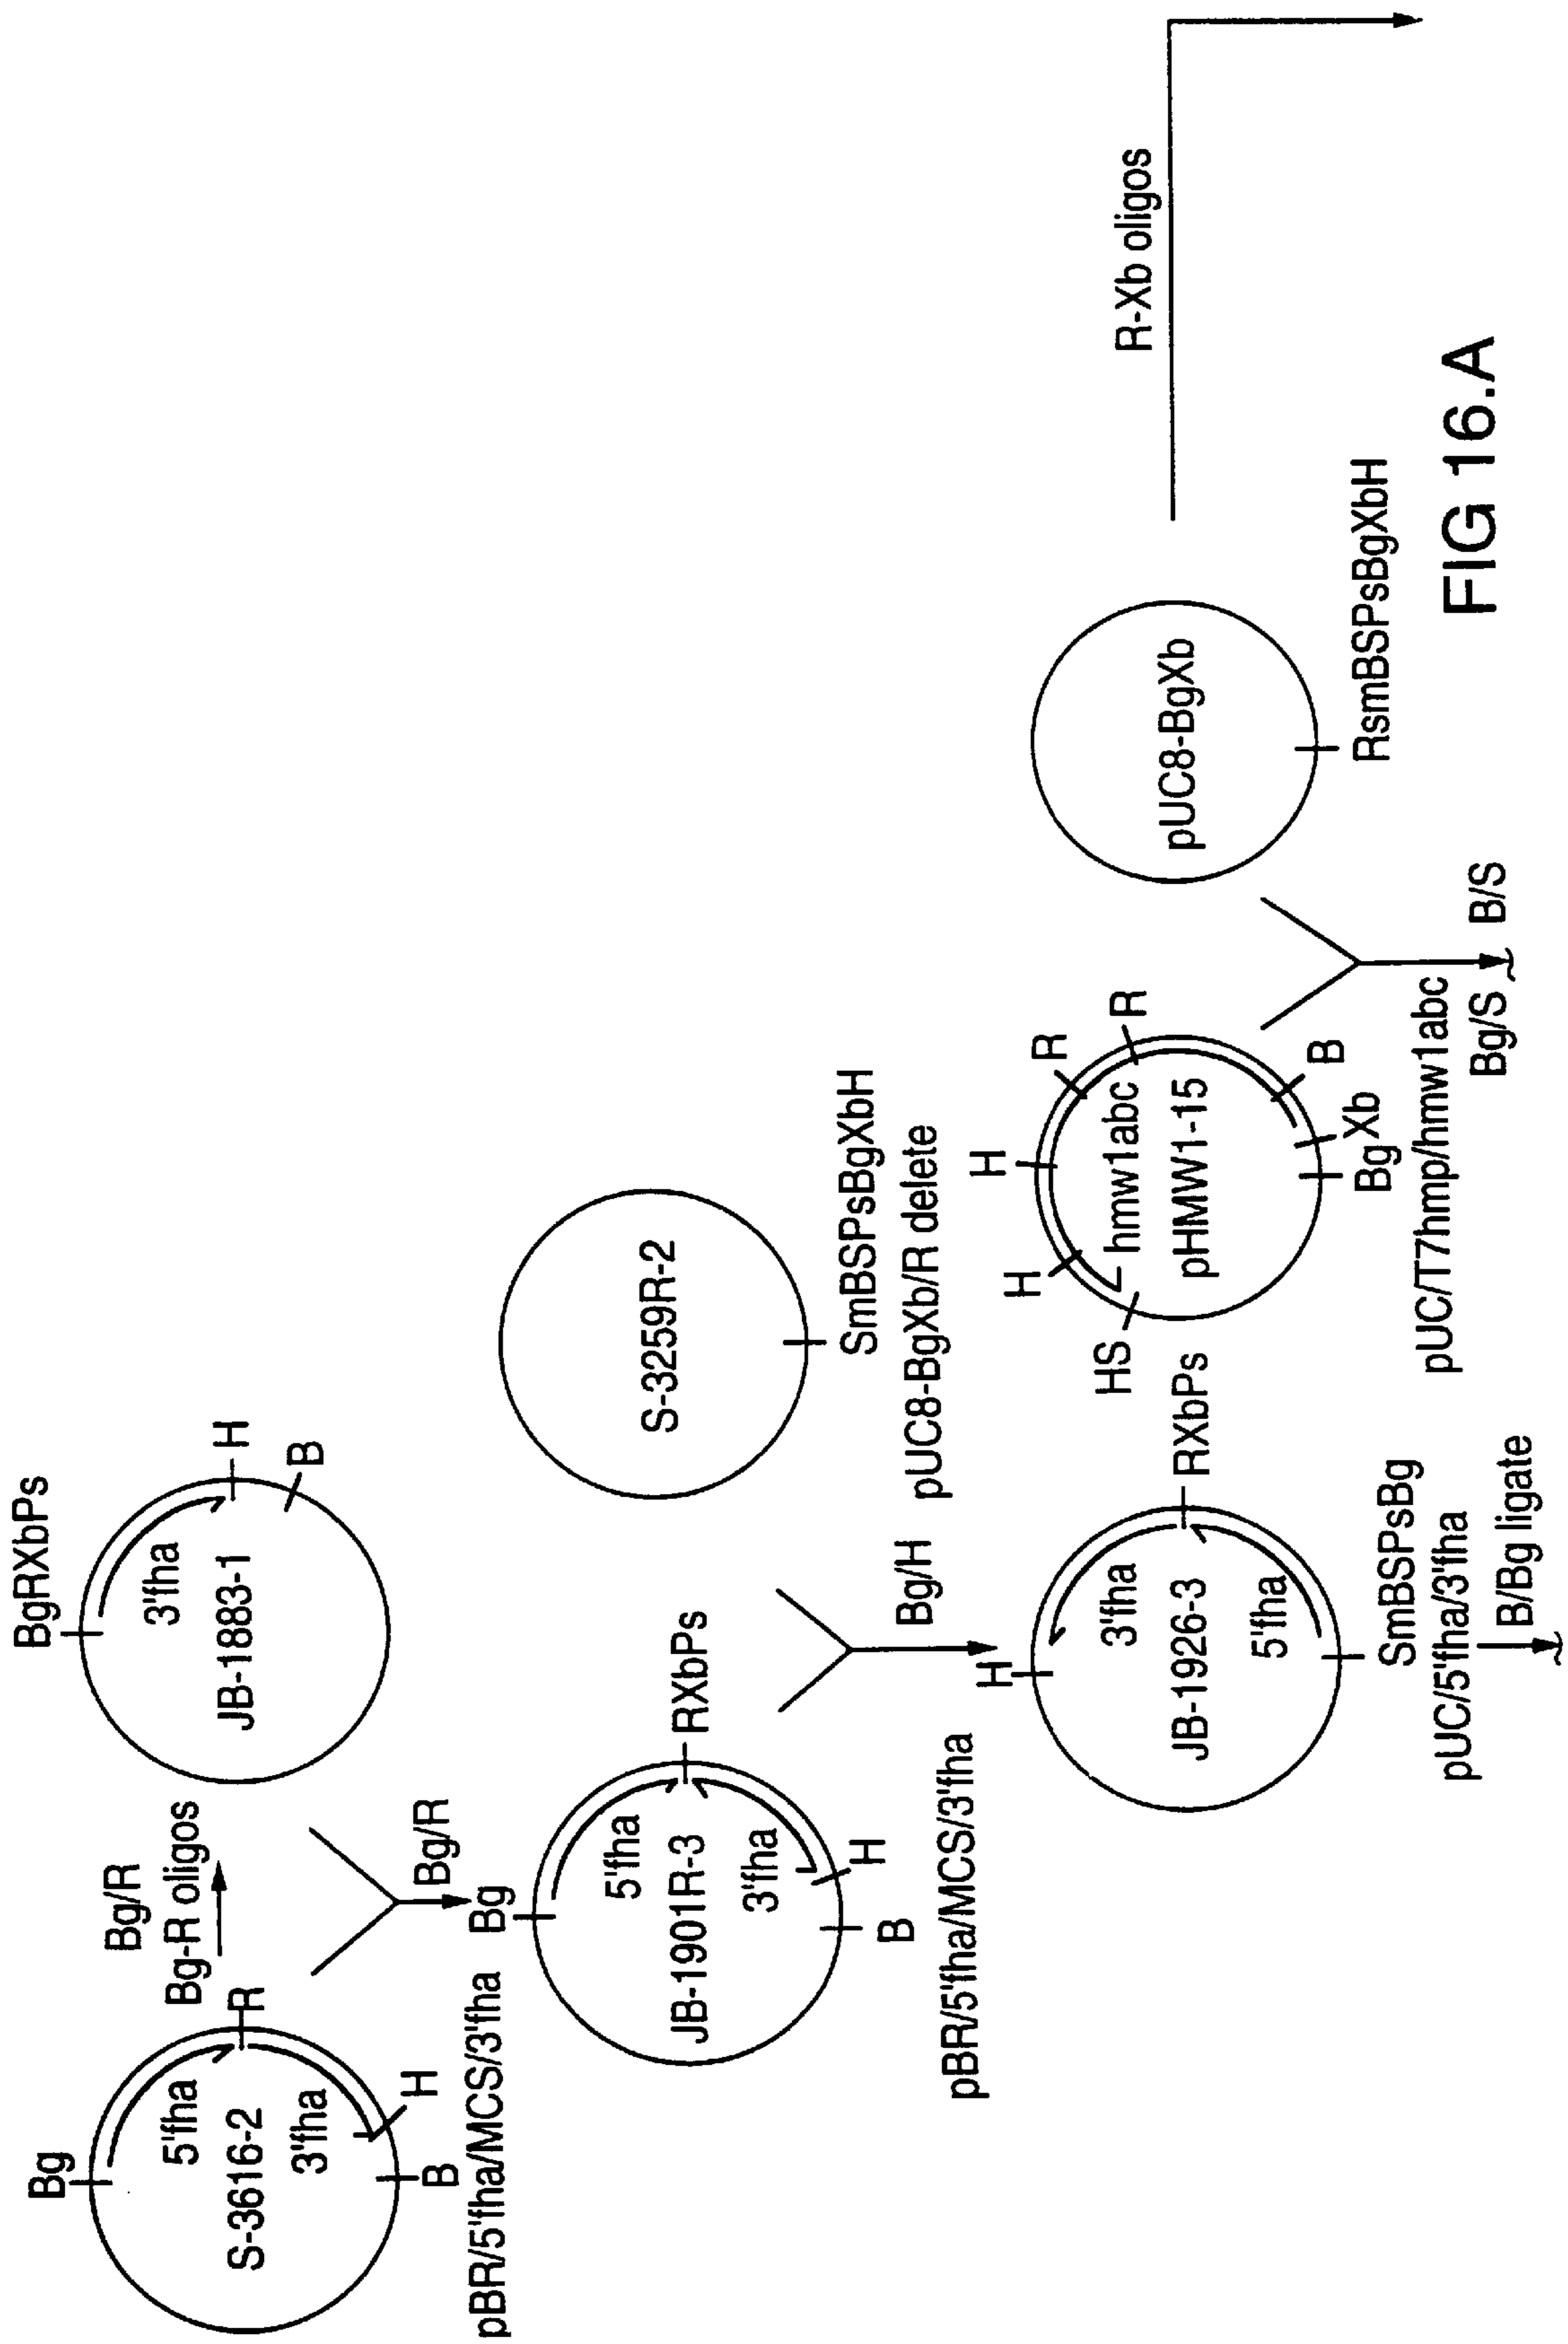 Bg
5'fha
S-3616-2
3'fha
R
H
B
pBR/5'fha/MCS/3'fha
Bg/R
Bg-R oligos
BgRXbPs
3'fha
JB-1883-1
H
B
Bg/R
Bg
5'fha
JB-1901R-3
3'fha
RXbPs
H
B
pBR/5'fha/MCS/3'fha
S-3259R-2
SmBSPsBgXbH
pUC8-BgXb/R delete
Bg/H
H
3'fha
JB-1926-3
5'fha
RXbPs
SmBSPsBg
pUC/5'fha/3'fha
B/Bg ligate
HS
H
H
R
R
hmw1abc
pHMW1-15
B
Xb
Bg
pUC/T7hmp/hmw1abc
Bg/S
B/S
pUC8-BgXb
RsmBSPsBgXbH
R-Xb oligos
FIG 16.A